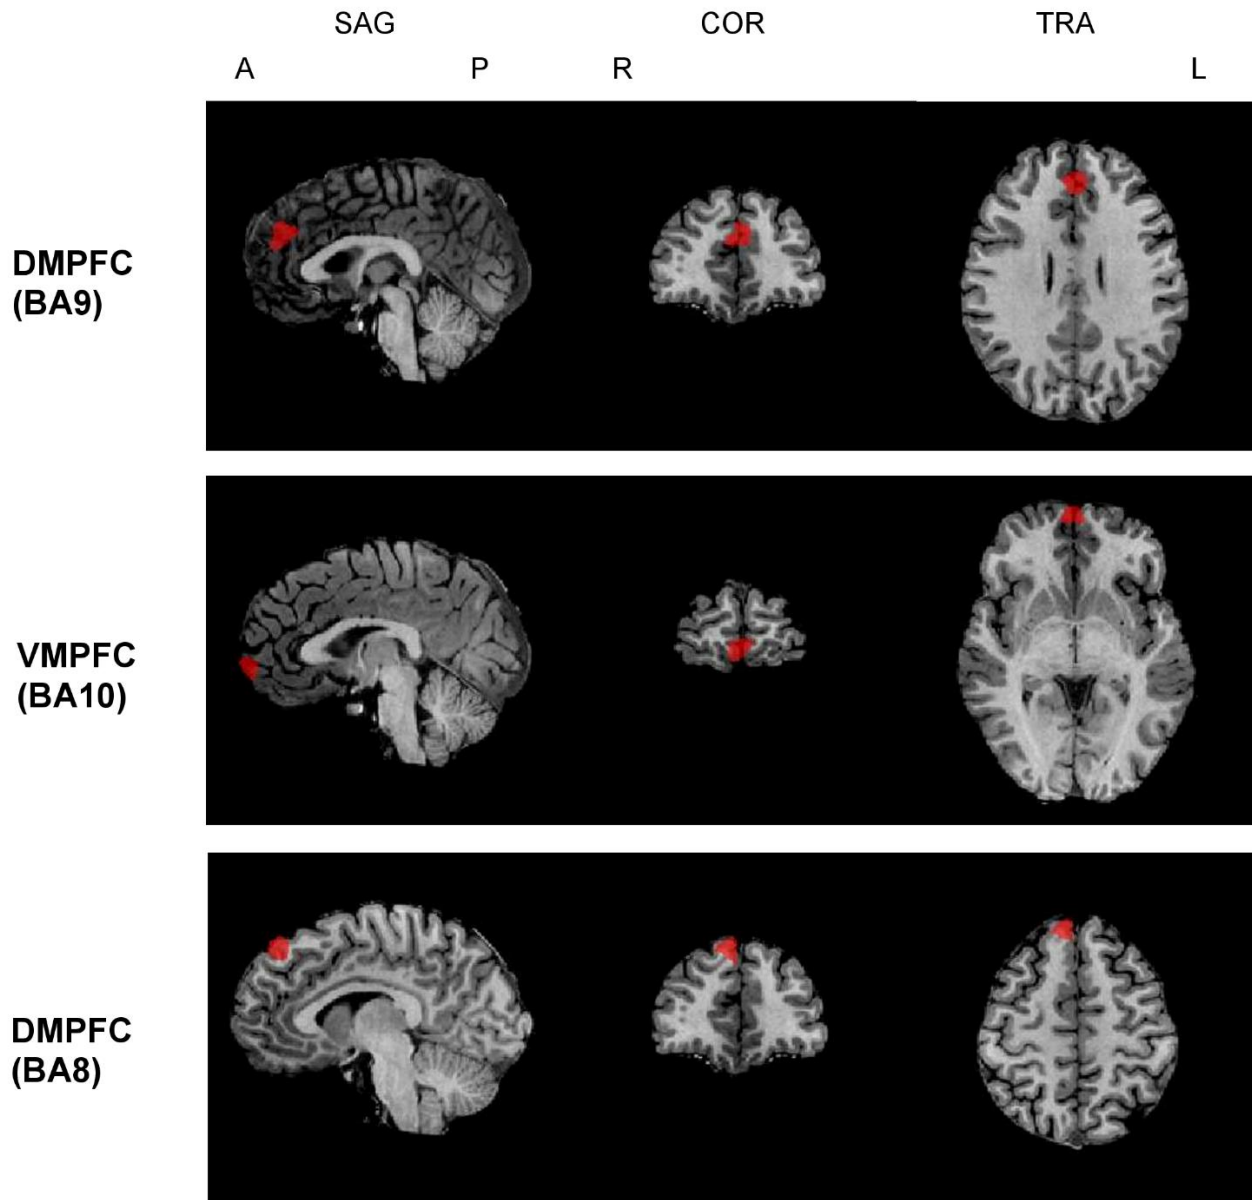 SAG COR TRA
A P R L
DMPFC
(BA9)
VMPFC
(BA10)
DMPFC
(BA8)